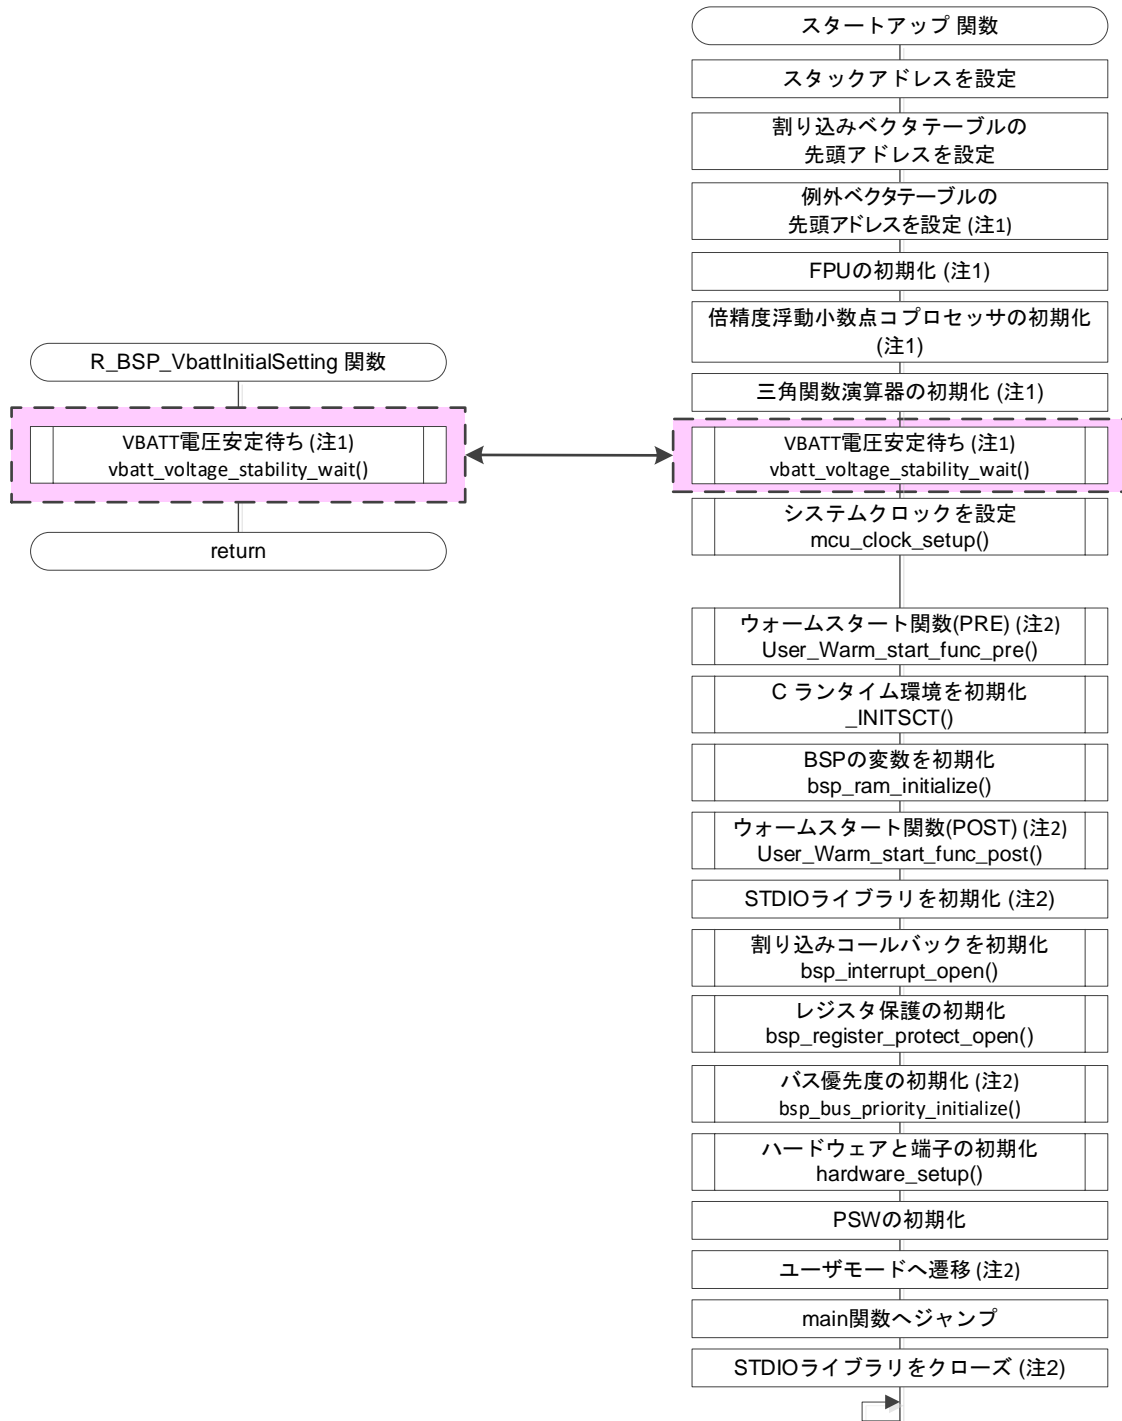 スタートアップ 関数
スタックアドレスを設定
割り込みベクタテーブルの
先頭アドレスを設定
例外ベクタテーブルの
先頭アドレスを設定 (注1)
FPUの初期化 (注1)
倍精度浮動小数点コプロセッサの初期化
(注1)
三角関数演算器の初期化 (注1)
R_BSP_VbattInitialSetting 関数
VBATT電圧安定待ち (注1)
vbatt_voltage_stability_wait()
return
VBATT電圧安定待ち (注1)
vbatt_voltage_stability_wait()
システムクロックを設定
mcu_clock_setup()
ウォームスタート関数(PRE) (注2)
User_Warm_start_func_pre()
C ランタイム環境を初期化
_INITSCT()
BSPの変数を初期化
bsp_ram_initialize()
ウォームスタート関数(POST) (注2)
User_Warm_start_func_post()
STDIOライブラリを初期化 (注2)
割り込みコールバックを初期化
bsp_interrupt_open()
レジスタ保護の初期化
bsp_register_protect_open()
バス優先度の初期化 (注2)
bsp_bus_priority_initialize()
ハードウェアと端子の初期化
hardware_setup()
PSWの初期化
ユーザモードへ遷移 (注2)
main関数へジャンプ
STDIOライブラリをクローズ (注2)